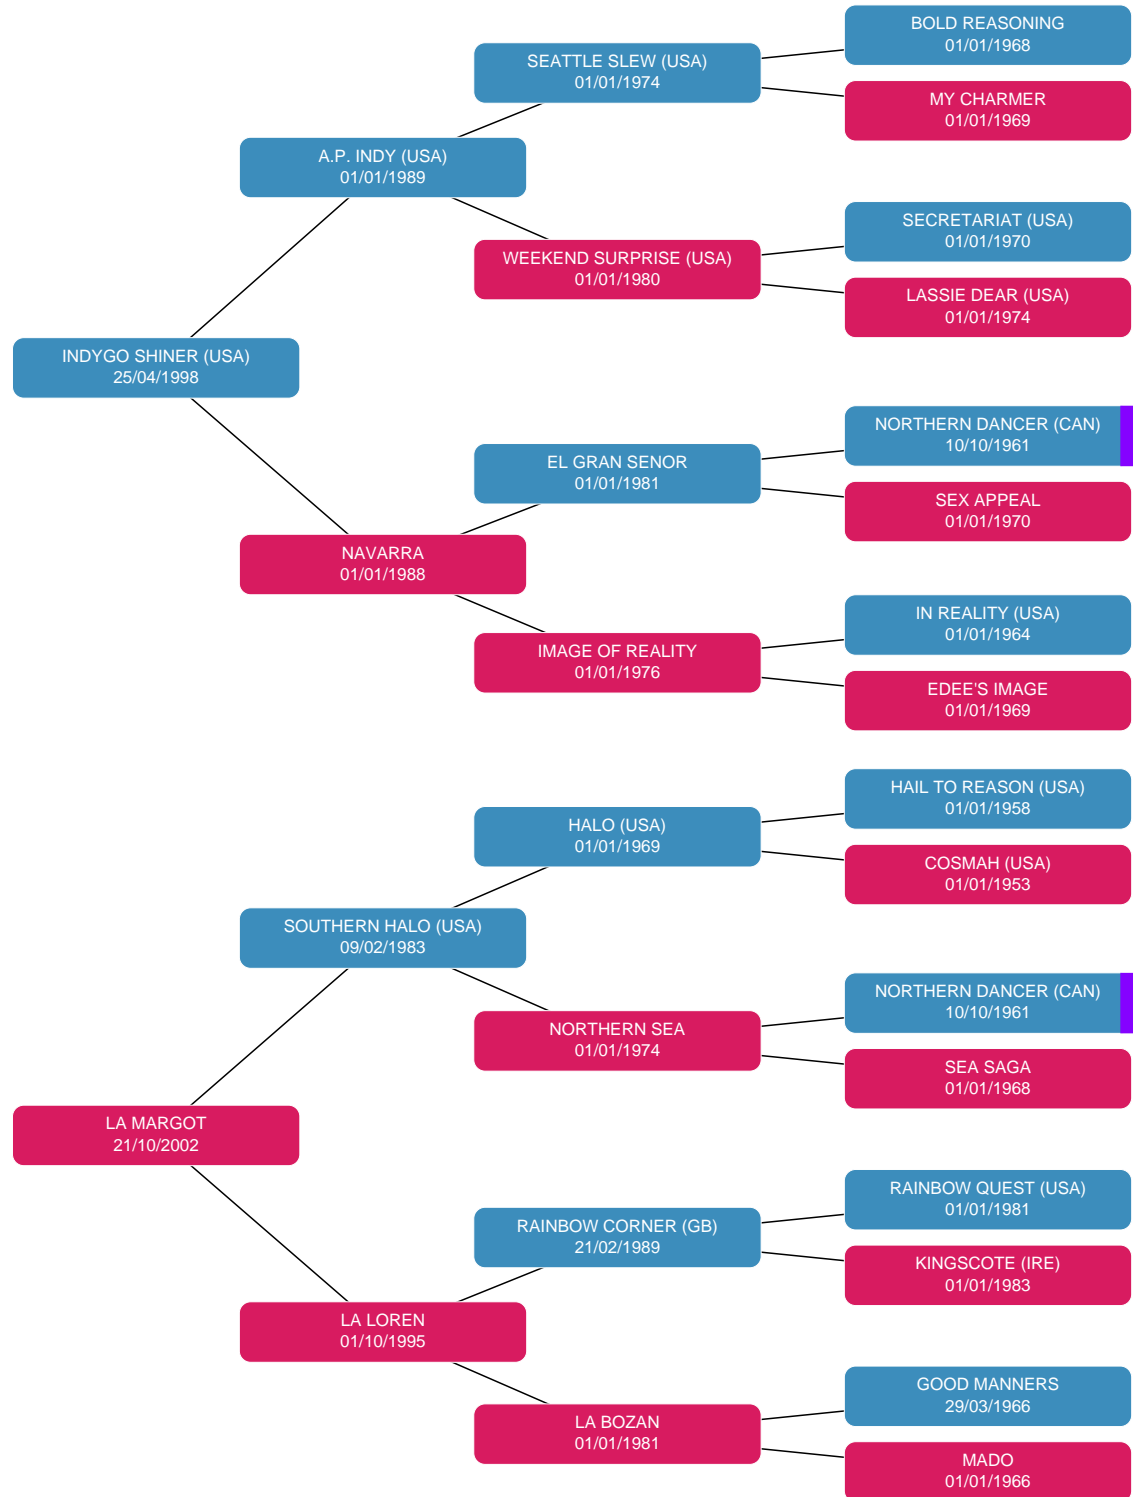 BOLD REASONING
01/01/1968
SEATTLE SLEW (USA)
01/01/1974
MY CHARMER
01/01/1969
A.P. INDY (USA)
01/01/1989
SECRETARIAT (USA)
01/01/1970
WEEKEND SURPRISE (USA)
01/01/1980
LASSIE DEAR (USA)
01/01/1974
INDYGO SHINER (USA)
25/04/1998
NORTHERN DANCER (CAN)
10/10/1961
EL GRAN SENOR
01/01/1981
SEX APPEAL
01/01/1970
NAVARRA
01/01/1988
IN REALITY (USA)
01/01/1964
IMAGE OF REALITY
01/01/1976
EDEE'S IMAGE
01/01/1969
HAIL TO REASON (USA)
01/01/1958
HALO (USA)
01/01/1969
COSMAH (USA)
01/01/1953
SOUTHERN HALO (USA)
09/02/1983
NORTHERN DANCER (CAN)
10/10/1961
NORTHERN SEA
01/01/1974
SEA SAGA
01/01/1968
LA MARGOT
21/10/2002
RAINBOW QUEST (USA)
01/01/1981
RAINBOW CORNER (GB)
21/02/1989
KINGSCOTE (IRE)
01/01/1983
LA LOREN
01/10/1995
GOOD MANNERS
29/03/1966
LA BOZAN
01/01/1981
MADO
01/01/1966